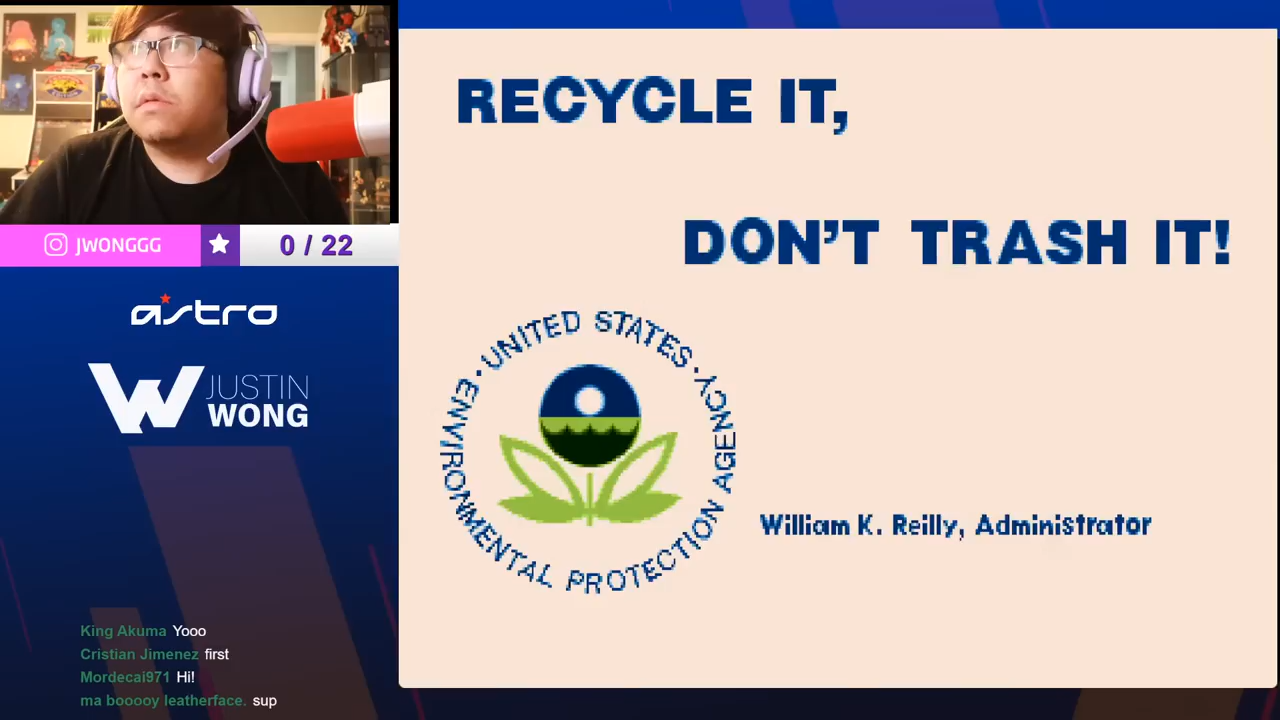 RECYCLE IT,
DON'T TRASH IT!
UNITED STATES
ENVIRONMENTAL PROTECTION AGENCY
William K. Reilly, Administrator
JWONGGG
0 / 22
astro
W JUSTIN
WONG
King Akuma Yooo
Cristian Jimenez first
Mordecai971 Hi!
ma booooy leatherface. sup